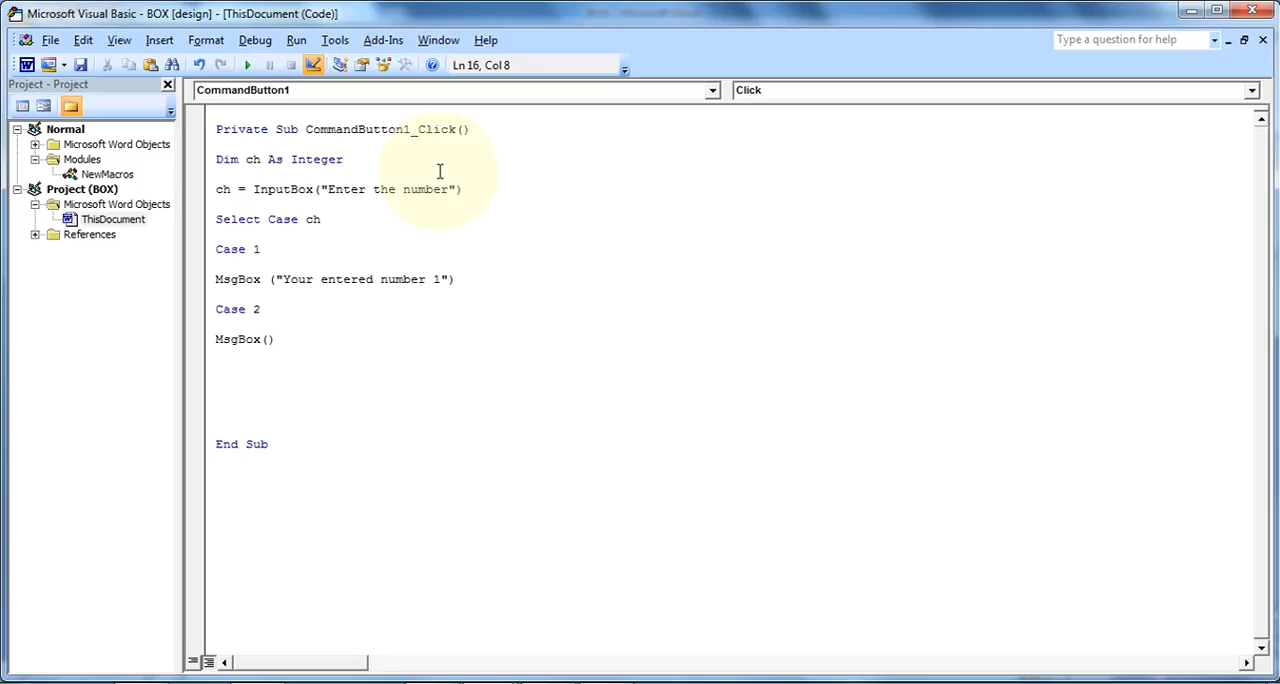 Microsoft Visual Basic - BOX [design] - [ThisDocument (Code)]
File Edit View Insert Format Debug Run Tools Add-Ins Window Help
Type a question for help
Ln 16, Col 8
Project - Project
CommandButton1
Click
Normal
Microsoft Word Objects
Modules
NewMacros
Project (BOX)
Microsoft Word Objects
ThisDocument
References
Private Sub CommandButton1_Click()
Dim ch As Integer
ch = InputBox("Enter the number")
Select Case ch
Case 1
MsgBox ("Your entered number 1")
Case 2
MsgBox()
End Sub